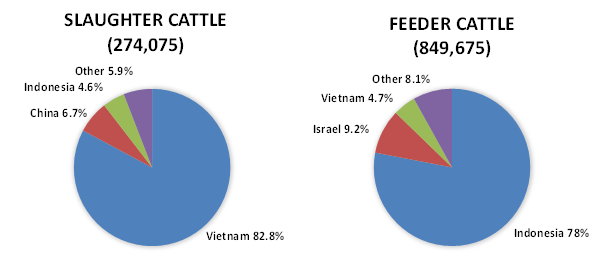 SLAUGHTER CATTLE
(274,075)
Other 5.9%
Indonesia 4.6%
China 6.7%
Vietnam 82.8%
FEEDER CATTLE
(849,675)
Other 8.1%
Vietnam 4.7%
Israel 9.2%
Indonesia 78%